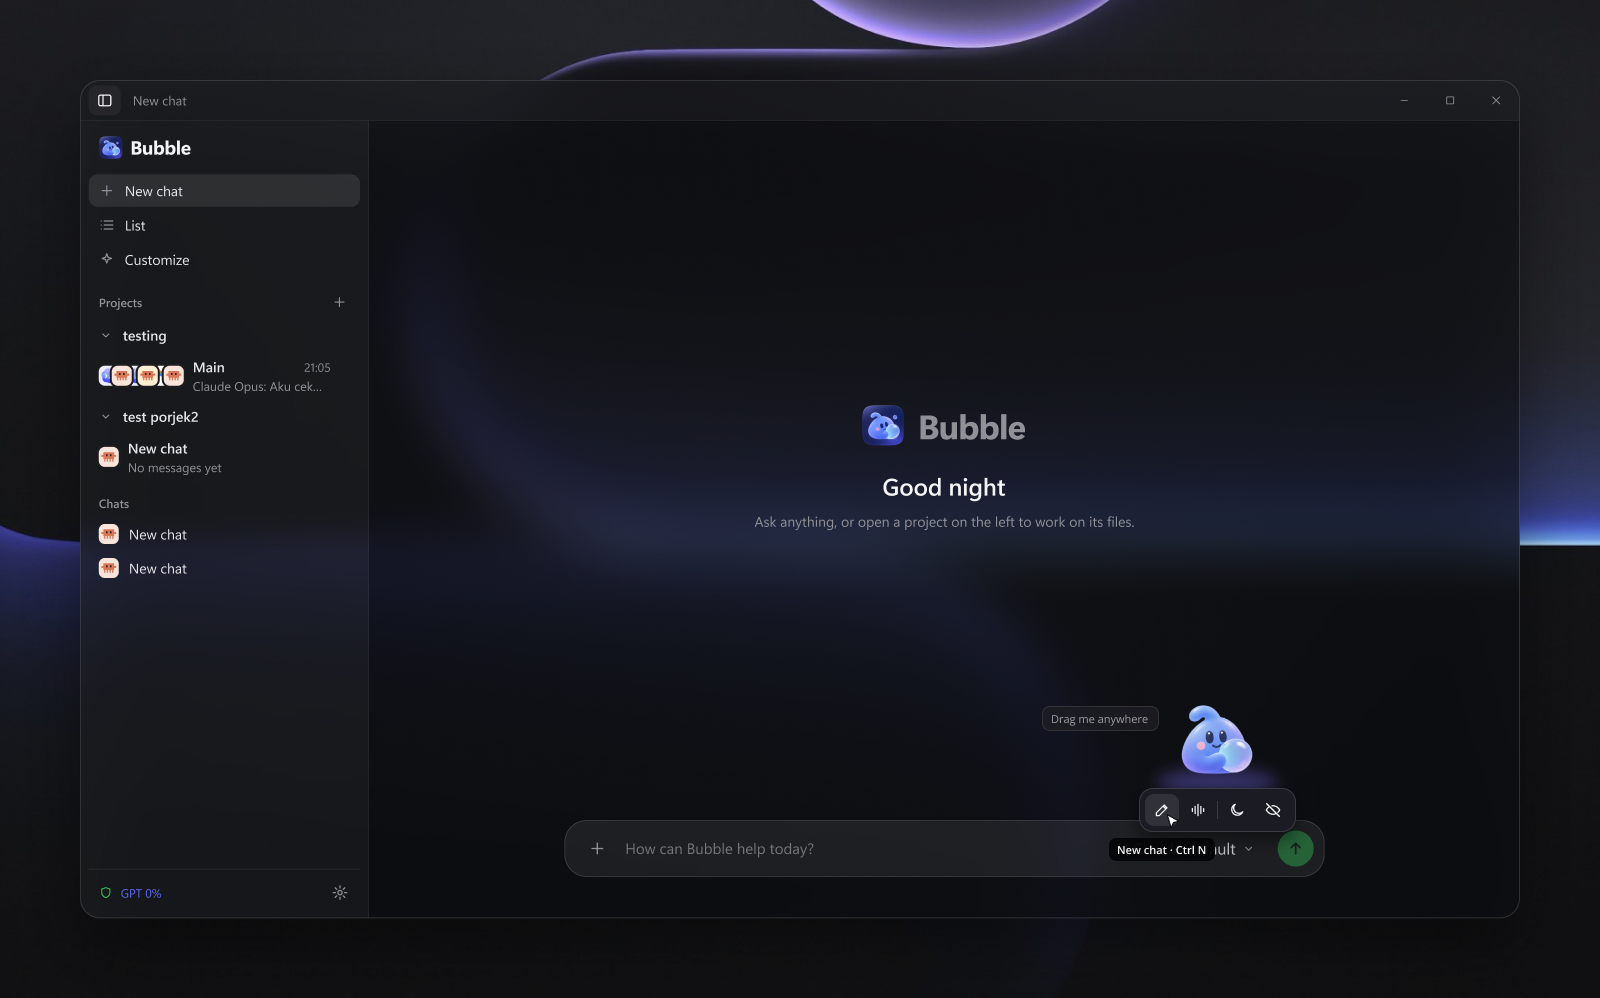 New chat
Bubble
New chat
List
Customize
Projects
testing
Main 21:05
Claude Opus: Aku cek...
test porjek2
New chat
No messages yet
Chats
New chat
New chat
GPT 0%
Bubble
Good night
Ask anything, or open a project on the left to work on its files.
Drag me anywhere
How can Bubble help today?
New chat · Ctrl N